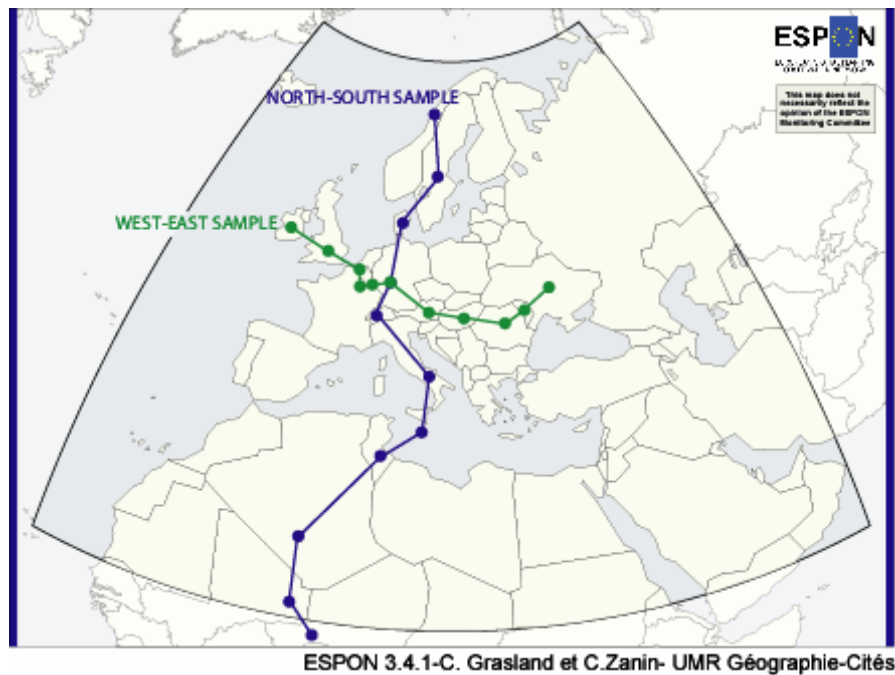 ESPON
This map does not
necessarily reflect the
opinion of the ESPON
Monitoring Committee
NORTH-SOUTH SAMPLE
WEST-EAST SAMPLE
ESPON 3.4.1-C. Grasland et C.Zanin- UMR Géographie-Cités